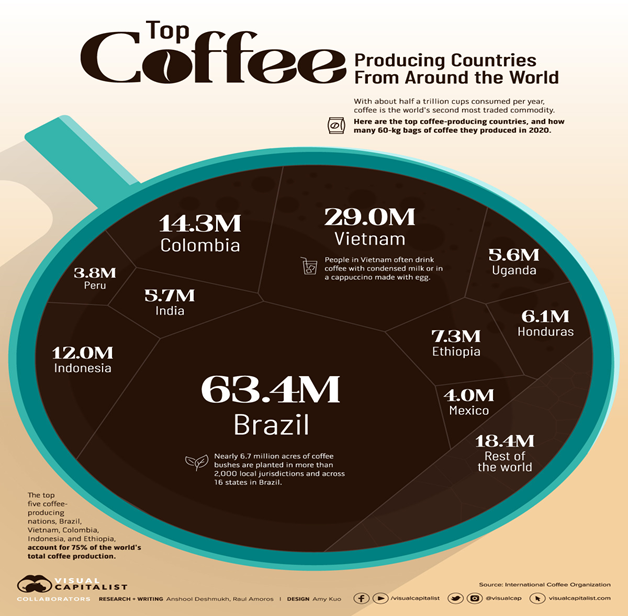 Top
Coffee
Producing Countries
From Around the World
With about half a trillion cups consumed per year,
coffee is the world's second most traded commodity.
Here are the top coffee-producing countries, and how
many 60-kg bags of coffee they produced in 2020.
14.3M
Colombia
29.0M
Vietnam
People in Vietnam often drink
coffee with condensed milk or in
a cappuccino made with egg.
5.6M
Uganda
3.8M
Peru
5.7M
India
6.1M
Honduras
7.3M
Ethiopia
12.0M
Indonesia
63.4M
Brazil
4.0M
Mexico
18.4M
Rest of
the world
Nearly 6.7 million acres of coffee
bushes are planted in more than
2,000 local jurisdictions and across
16 states in Brazil.
The top
five coffee-
producing
nations, Brazil,
Vietnam, Colombia,
Indonesia, and Ethiopia,
account for 75% of the world's
total coffee production.
VISUAL
CAPITALIST
COLLABORATORS
RESEARCH + WRITING Anshool Deshmukh, Raul Amoros | DESIGN Amy Kuo
Source: International Coffee Organization
/visualcapitalist @visualcap visualcapitalist.com